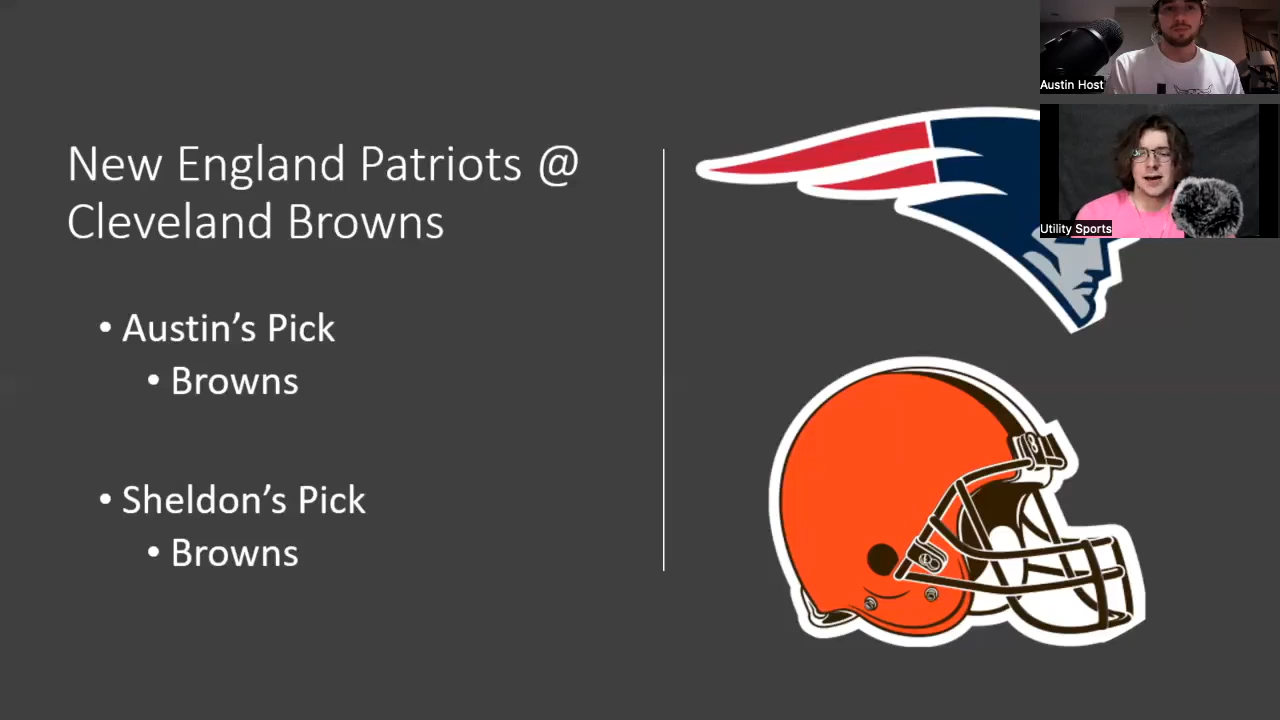 New England Patriots @
Cleveland Browns
• Austin’s Pick
• Browns
• Sheldon’s Pick
• Browns
Austin Host
Utility Sports